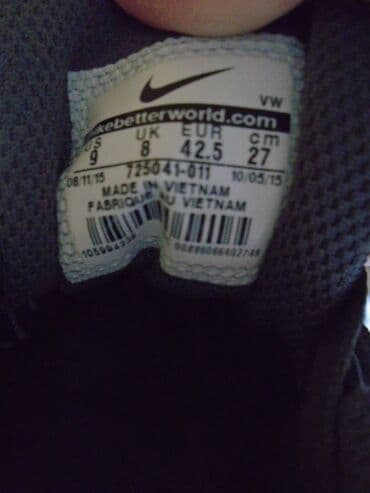 VW
kebetterworld.com
US UK EUR cm
9 8 42.5 27
08/11/15 725041-011 10/05/15
MADE IN VIETNAM
FABRIQUE AU VIETNAM